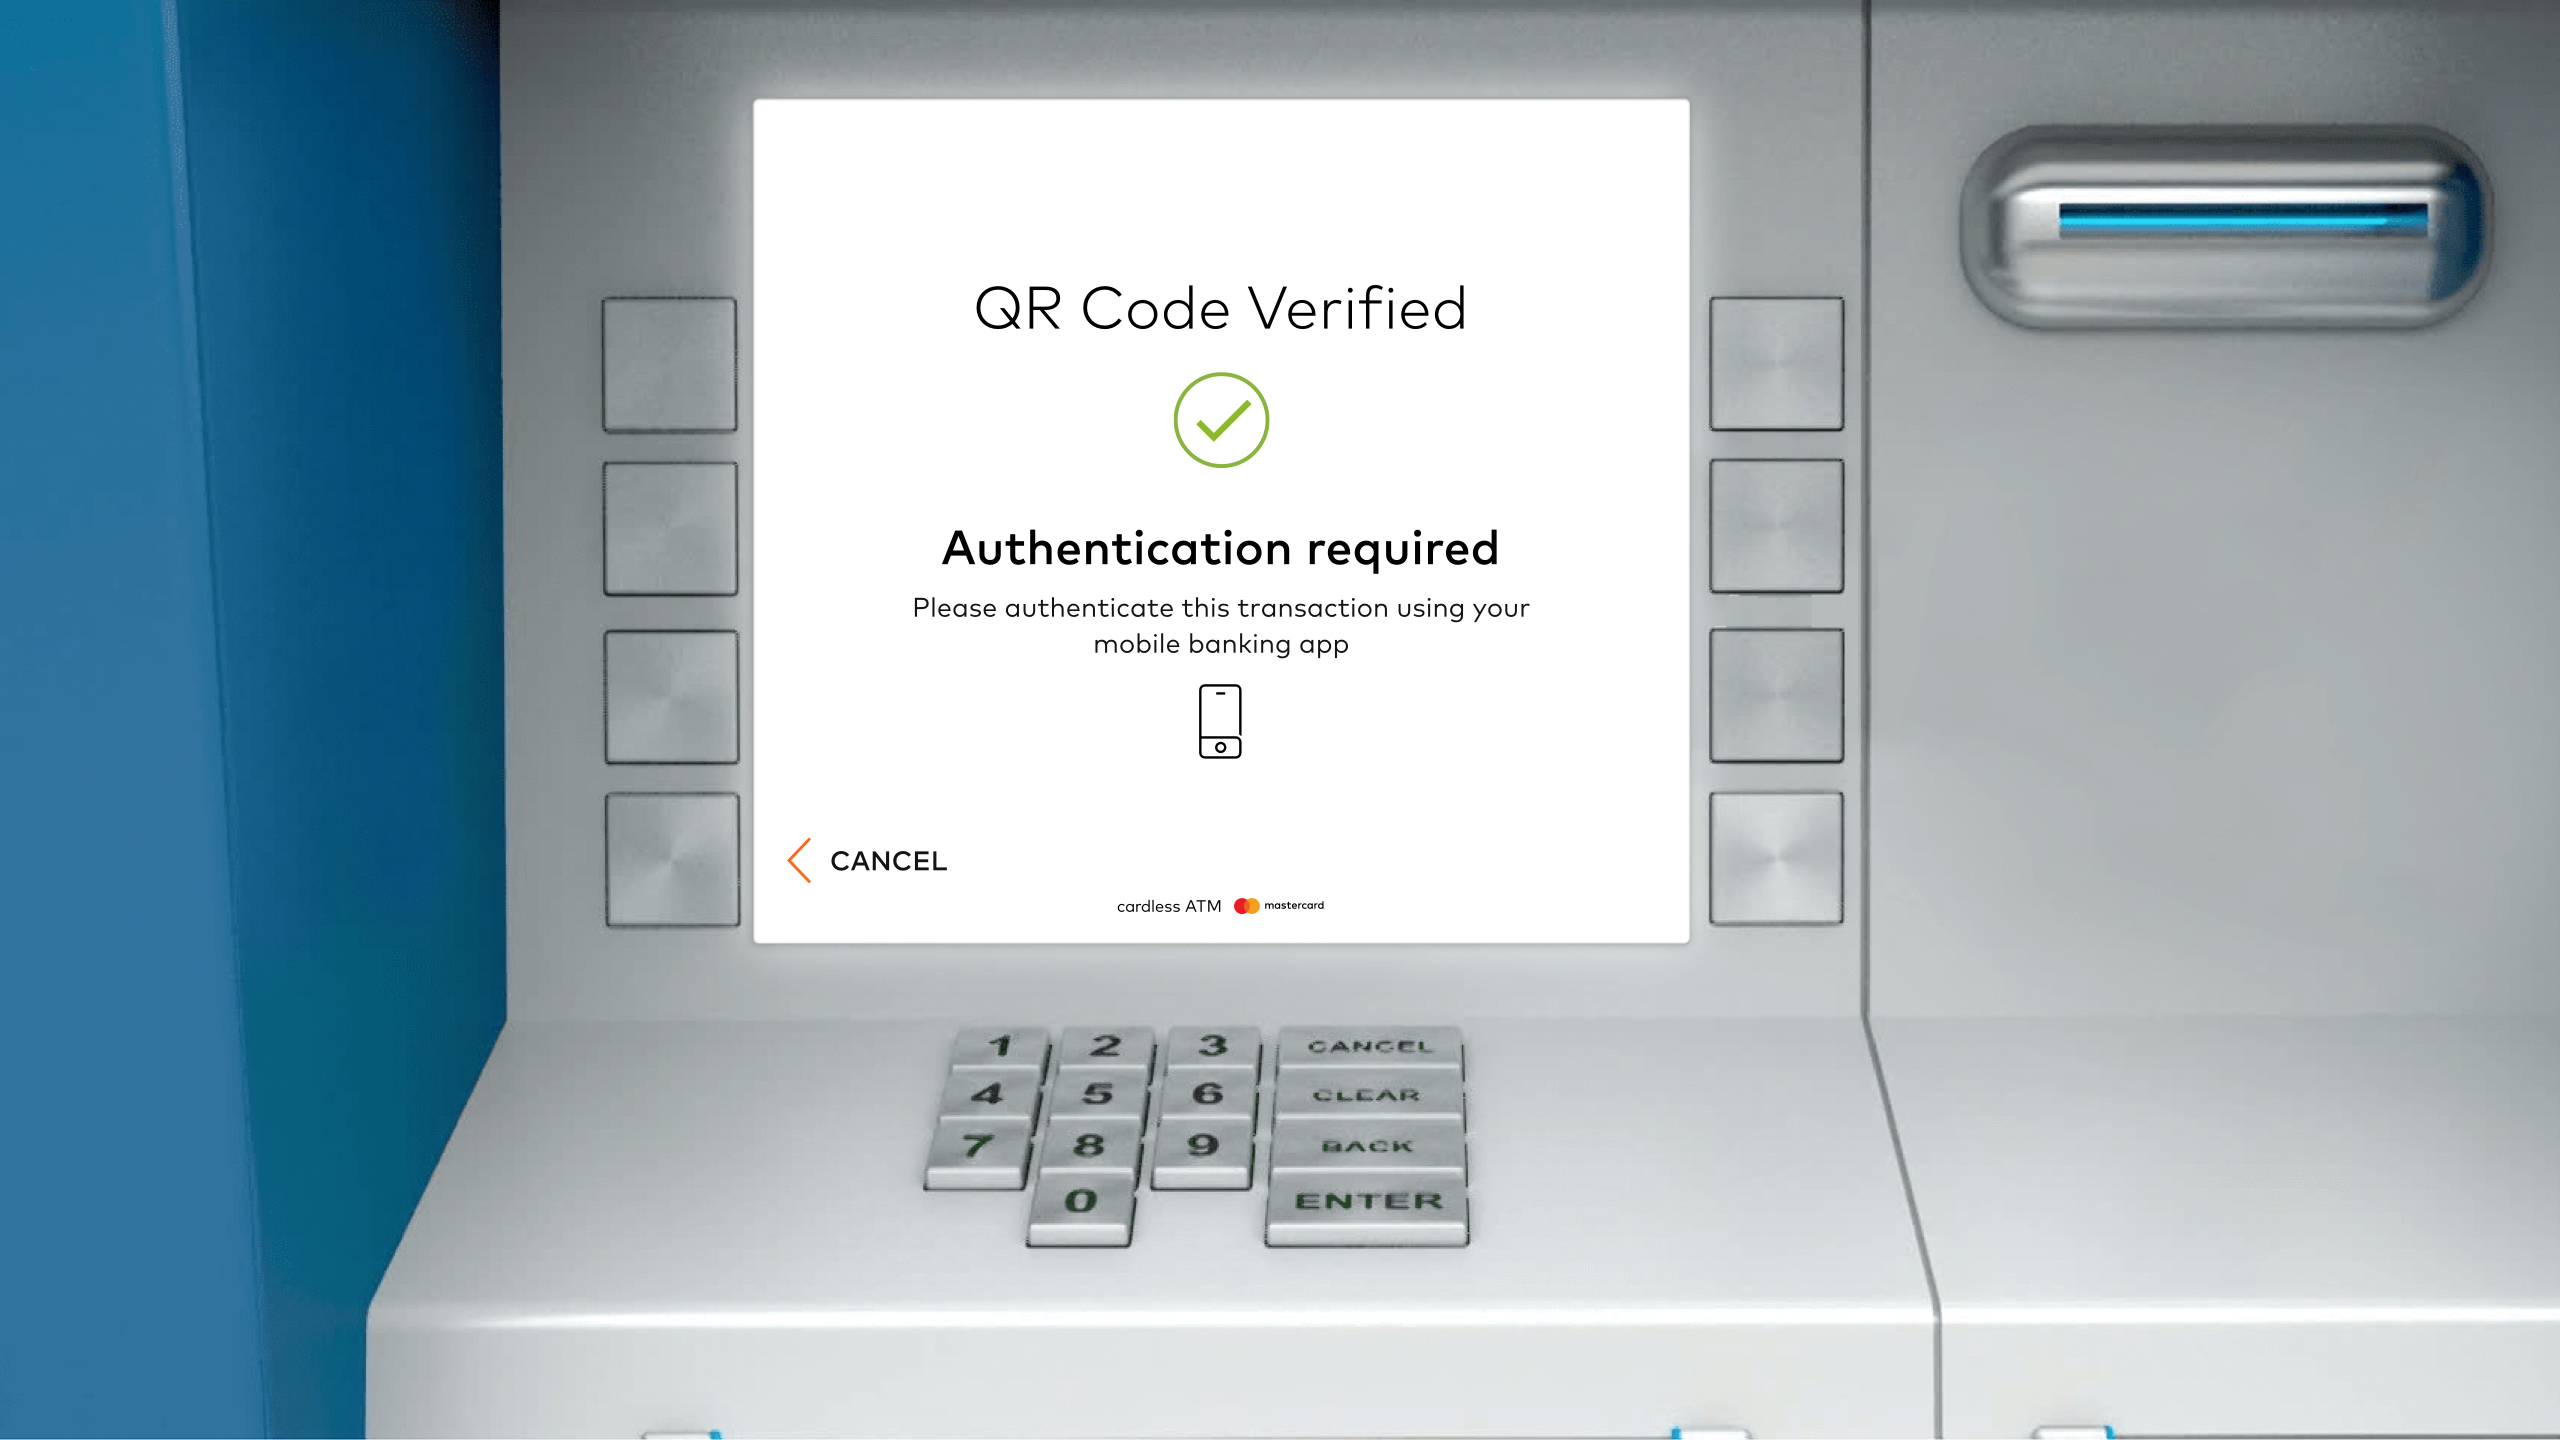 QR Code Verified
Authentication required
Please authenticate this transaction using your
mobile banking app
CANCEL
cardless ATM mastercard
1 2 3 CANCEL
4 5 6 CLEAR
7 8 9 BACK
0 ENTER